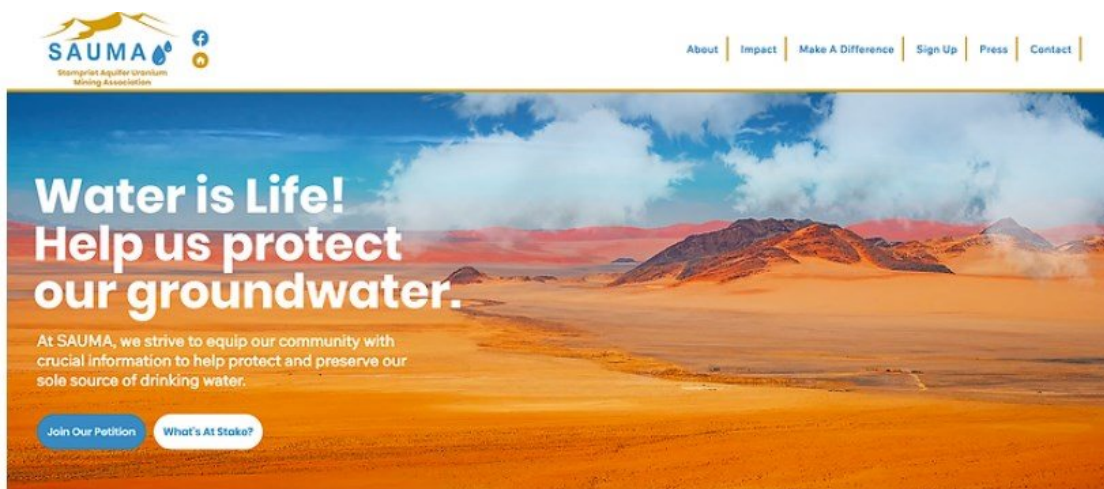 SAUMA
Stampriet Aquifer Uranium
Mining Association
About
Impact
Make A Difference
Sign Up
Press
Contact
Water is Life!
Help us protect
our groundwater.
At SAUMA, we strive to equip our community with
crucial information to help protect and preserve our
sole source of drinking water.
Join Our Petition
What's At Stake?